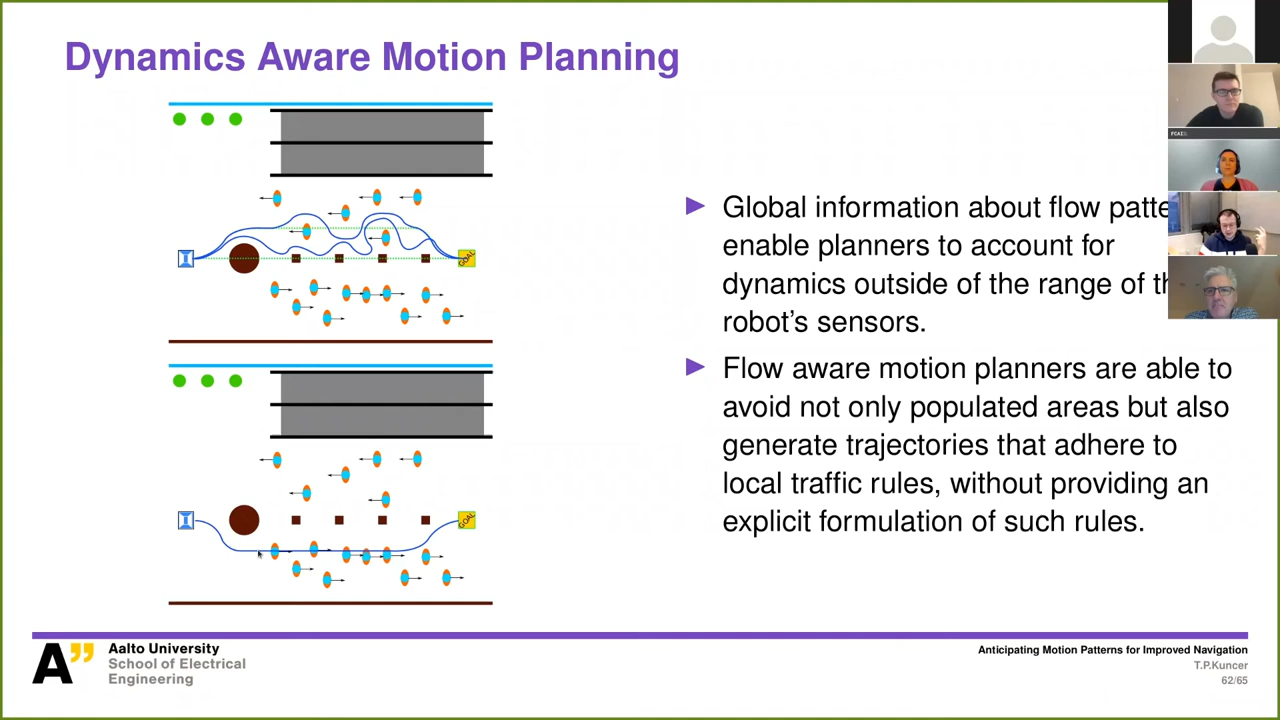 Dynamics Aware Motion Planning
GOAL
GOAL
Global information about flow patte
enable planners to account for
dynamics outside of the range of th
robot's sensors.
Flow aware motion planners are able to
avoid not only populated areas but also
generate trajectories that adhere to
local traffic rules, without providing an
explicit formulation of such rules.
A”
Aalto University
School of Electrical
Engineering
Anticipating Motion Patterns for Improved Navigation
T.P.Kuncer
62/65